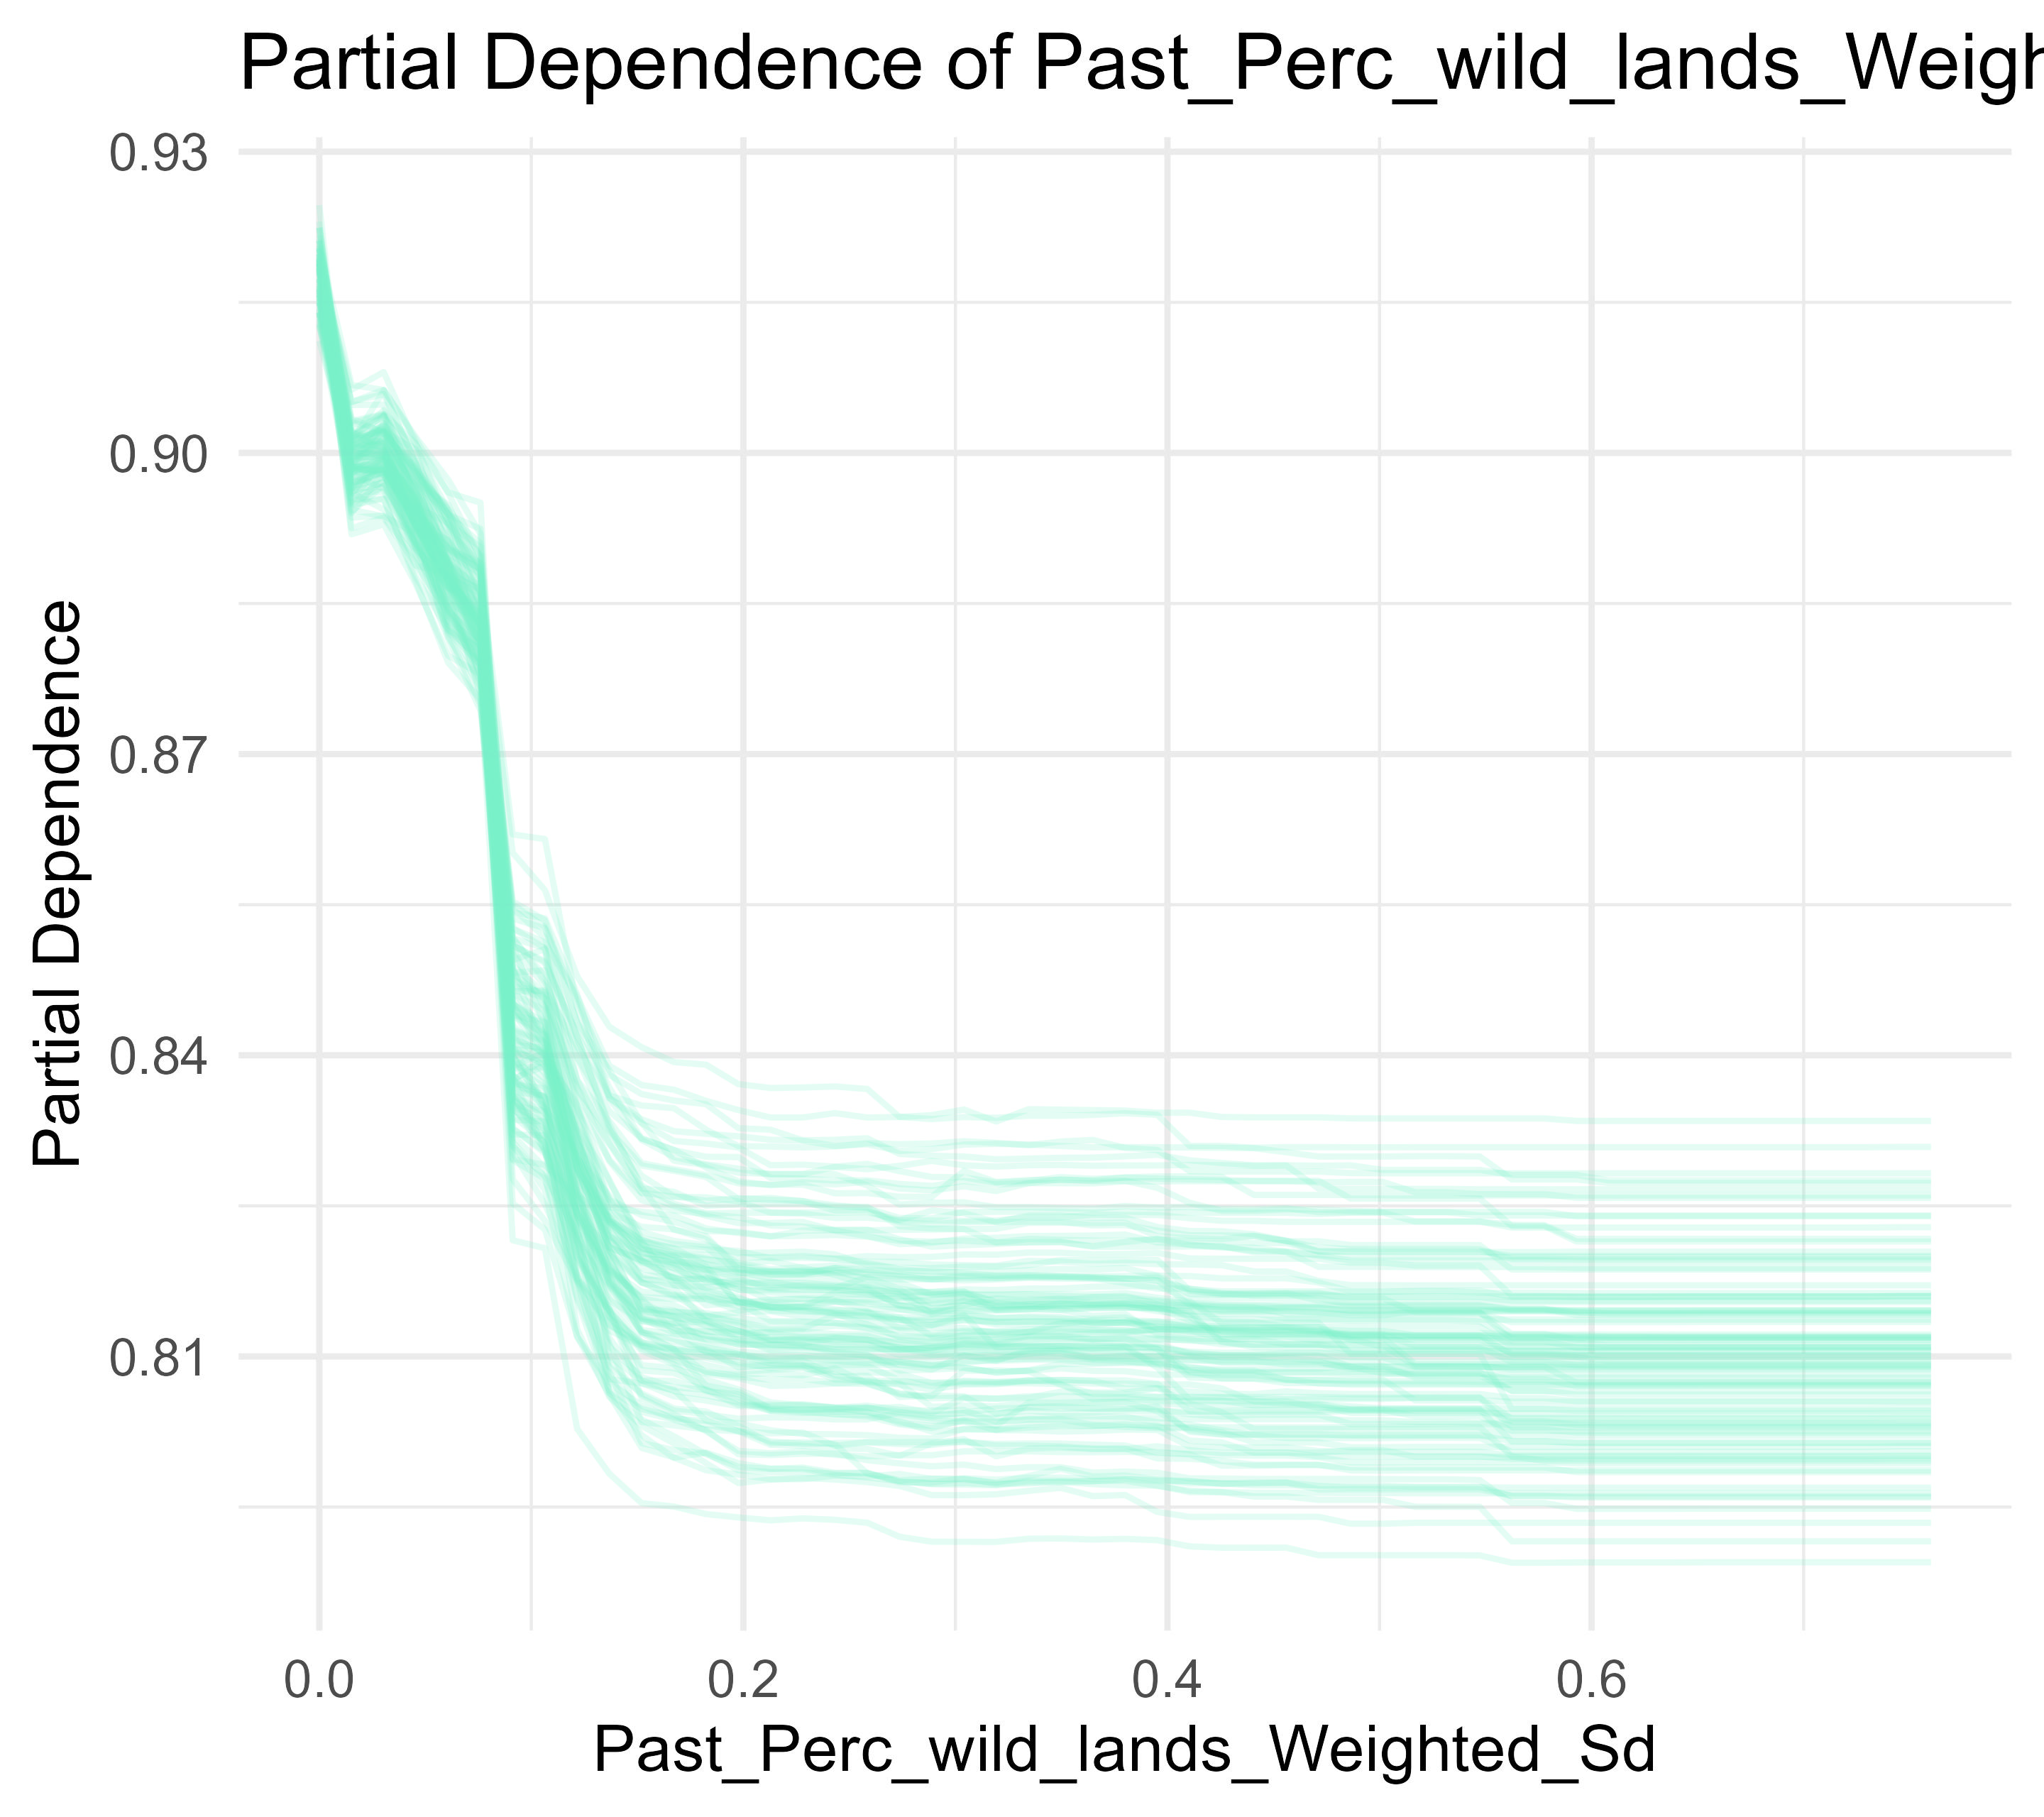 Partial Dependence of Past_Perc_wild_lands_Weigh
0.93
0.90
0.87
0.84
0.81
Partial Dependence
0.0 0.2 0.4 0.6
Past_Perc_wild_lands_Weighted_Sd